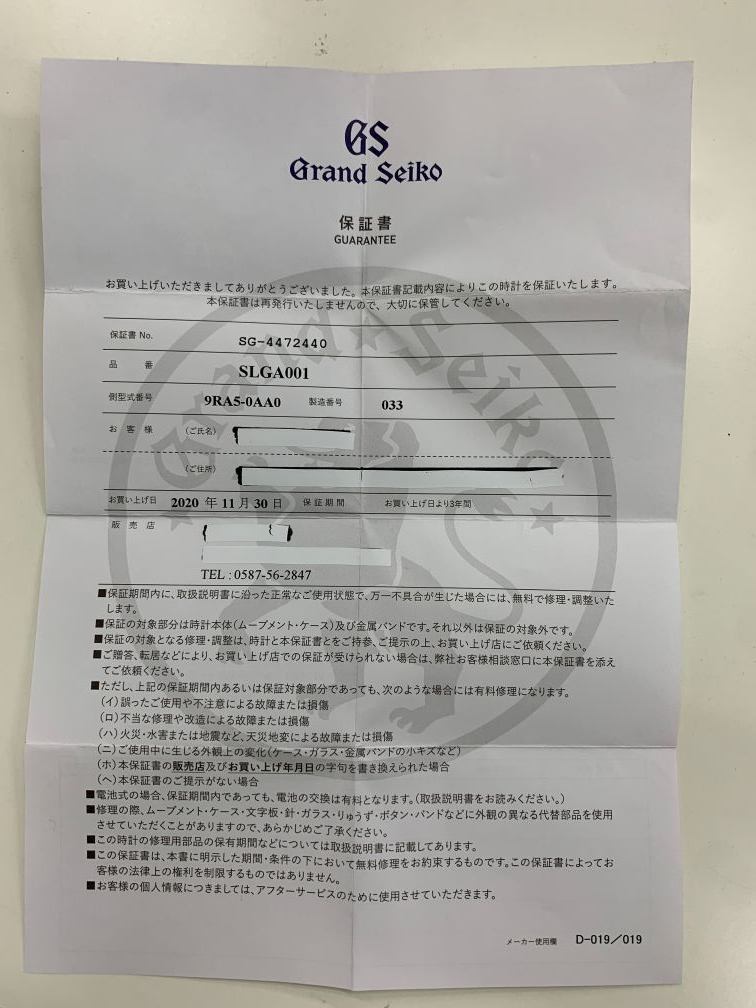 GS
Grand Seiko
保証書
GUARANTEE
お買い上げいただきましてありがとうございました。本保証書記載内容によりこの時計を保証いたします。
本保証書は再発行いたしませんので、大切に保管してください。
保証書 No. SG-4472440
品番 SLGA001
側型式番号 9RA5-0AA0 製造番号 033
お客様 (ご氏名)
(ご住所)
お買い上げ日 2020 年 11 月 30 日 保証期間 お買い上げ日より3年間
販売店
TEL : 0587-56-2847
■保証期間内に、取扱説明書に沿った正常なご使用状態で、万一不具合が生じた場合には、無料で修理・調整いた
します。
■保証の対象部分は時計本体(ムーブメント・ケース)及び金属バンドです。それ以外は保証の対象外です。
■保証の対象となる修理・調整は、時計と本保証書とをご持参、ご提示の上、お買い上げ店にご依頼ください。
■ご贈答、転居などにより、お買い上げ店での保証が受けられない場合は、弊社お客様相談窓口に本保証書を添え
てご依頼ください。
■ただし、上記の保証期間内あるいは保証対象部分であっても、次のような場合には有料修理になります。
(イ)誤ったご使用や不注意による故障または損傷
(ロ)不当な修理や改造による故障または損傷
(ハ)火災・水害または地震など、天災地変による故障または損傷
(ニ)ご使用中に生じる外観上の変化(ケース・ガラス・金属バンドの小キズなど)
(ホ)本保証書の販売店及びお買い上げ年月日の字句を書き換えられた場合
(ヘ)本保証書のご提示がない場合
■電池式の場合、保証期間内であっても、電池の交換は有料となります。(取扱説明書をお読みください。)
■修理の際、ムーブメント・ケース・文字板・針・ガラス・りゅうず・ボタン・バンドなどに外観の異なる代替部品を使用
させていただくことがありますので、あらかじめご了承ください。
■この時計の修理用部品の保有期間などについては取扱説明書に記載してあります。
■この保証書は、本書に明示した期間・条件の下において無料修理をお約束するものです。この保証書によってお
客様の法律上の権利を制限するものではありません。
■お客様の個人情報につきましては、アフターサービスのために使用させていただきます。
メーカー使用欄 D-019/019